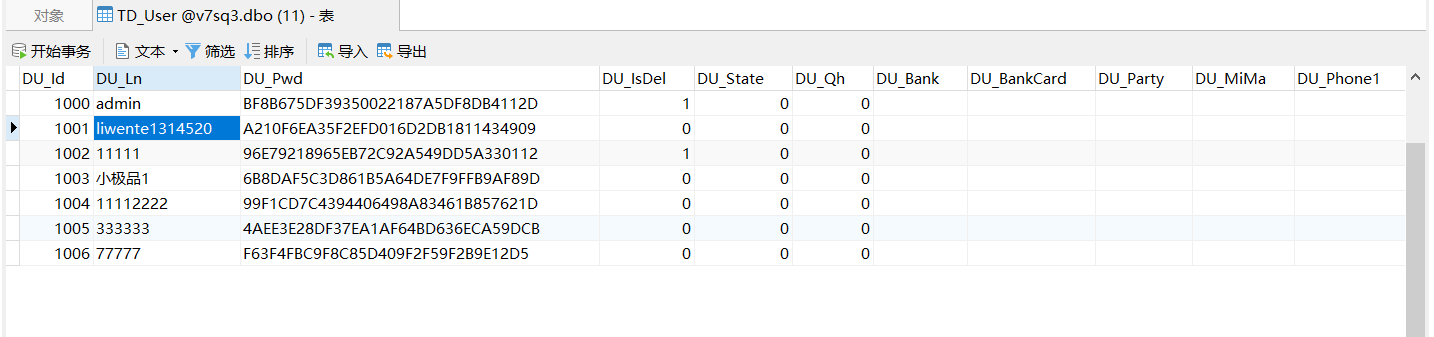 对象 TD_User @v7sq3.dbo (11) - 表
开始事务 文本 筛选 排序 导入 导出
DU_Id DU_Ln DU_Pwd DU_IsDel DU_State DU_Qh DU_Bank DU_BankCard DU_Party DU_MiMa DU_Phone1
1000 admin BF8B675DF39350022187A5DF8DB4112D 1 0 0
1001 liwente1314520 A210F6EA35F2EFD016D2DB1811434909 0 0 0
1002 11111 96E79218965EB72C92A549DD5A330112 1 0 0
1003 小极品1 6B8DAF5C3D861B5A64DE7F9FFB9AF89D 0 0 0
1004 11112222 99F1CD7C4394406498A83461B857621D 0 0 0
1005 333333 4AEE3E28DF37EA1AF64BD636ECA59DCB 0 0 0
1006 77777 F63F4FBC9F8C85D409F2F59F2B9E12D5 0 0 0